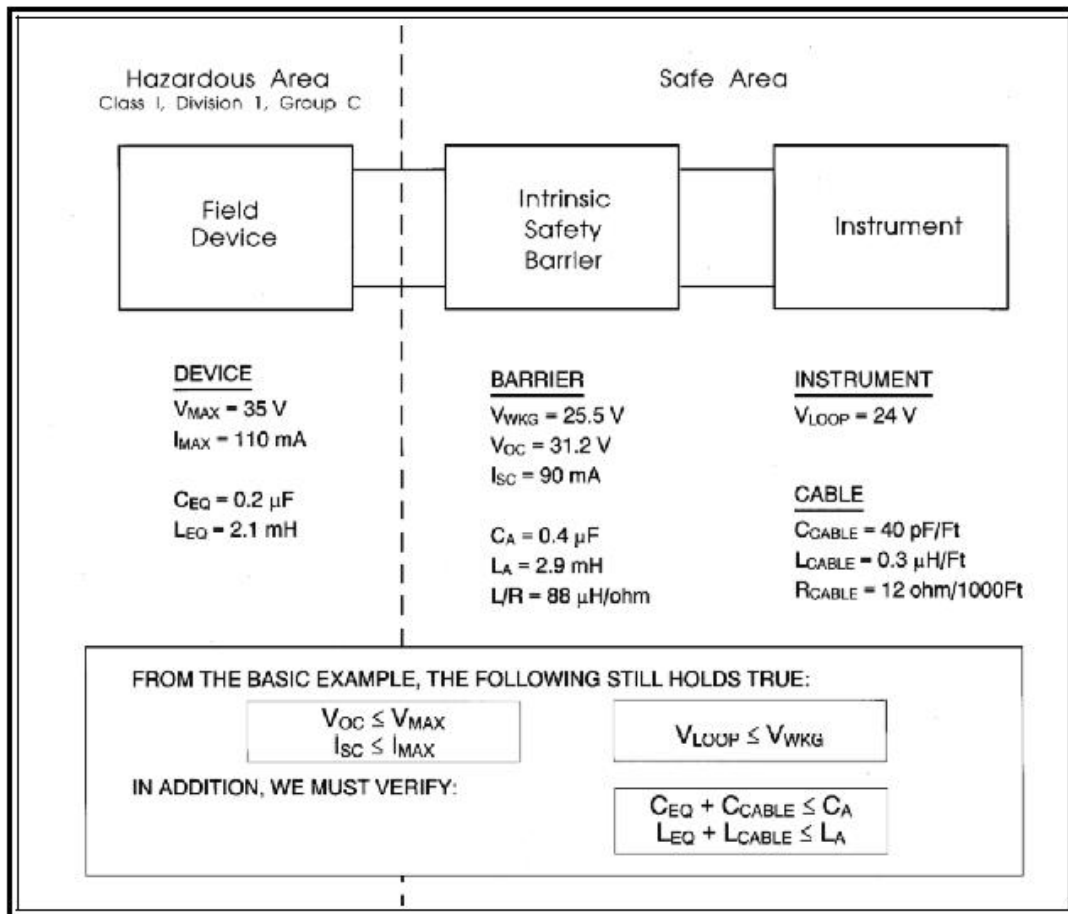 Hazardous Area
Class I, Division 1, Group C
Safe Area
Field
Device
Intrinsic
Safety
Barrier
Instrument
DEVICE
VMAX = 35 V
IMAX = 110 mA
CEQ = 0.2 µF
LEQ = 2.1 mH
BARRIER
VWKG = 25.5 V
VOC = 31.2 V
ISC = 90 mA
CA = 0.4 µF
LA = 2.9 mH
L/R = 88 µH/ohm
INSTRUMENT
VLOOP = 24 V
CABLE
CCABLE = 40 pF/Ft
LCABLE = 0.3 µH/Ft
RCABLE = 12 ohm/1000Ft
FROM THE BASIC EXAMPLE, THE FOLLOWING STILL HOLDS TRUE:
VOC ≤ VMAX
ISC ≤ IMAX
VLOOP ≤ VWKG
IN ADDITION, WE MUST VERIFY:
CEQ + CCABLE ≤ CA
LEQ + LCABLE ≤ LA